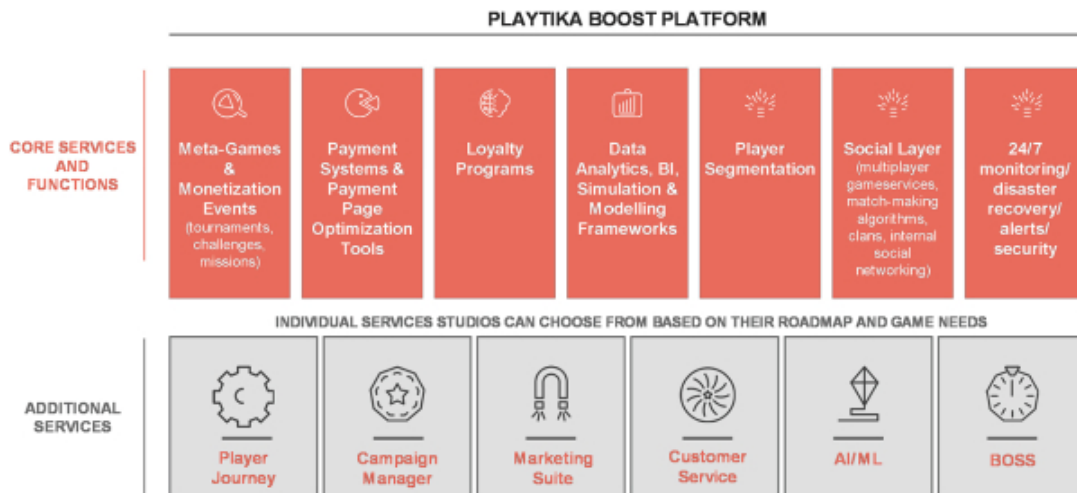 PLAYTIKA BOOST PLATFORM
CORE SERVICES
AND
FUNCTIONS
Meta-Games
&
Monetization
Events
(tournaments,
challenges,
missions)
Payment
Systems &
Payment
Page
Optimization
Tools
Loyalty
Programs
Data
Analytics, BI,
Simulation &
Modelling
Frameworks
Player
Segmentation
Social Layer
(multiplayer
gameservices,
match-making
algorithms,
clans, internal
social
networking)
24/7
monitoring/
disaster
recovery/
alerts/
security
INDIVIDUAL SERVICES STUDIOS CAN CHOOSE FROM BASED ON THEIR ROADMAP AND GAME NEEDS
ADDITIONAL
SERVICES
Player
Journey
Campaign
Manager
Marketing
Suite
Customer
Service
AI/ML
BOSS